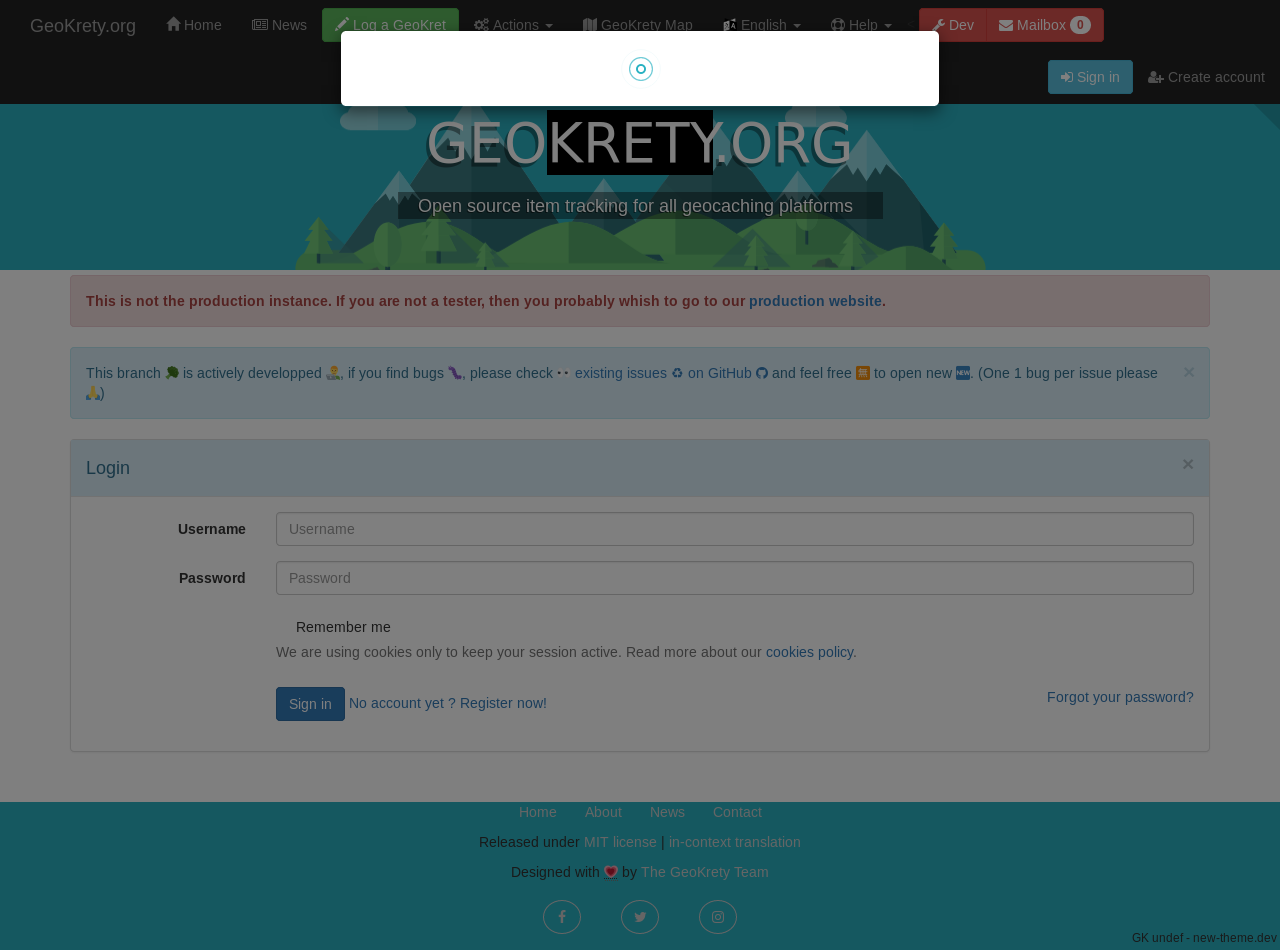 GeoKrety.org Home News Log a GeoKret Actions GeoKrety Map English Help Dev Mailbox 0
Sign in Create account
GEOKRETY.ORG
Open source item tracking for all geocaching platforms
This is not the production instance. If you are not a tester, then you probably whish to go to our production website.
This branch 🌳 is actively developped 👨‍💻, if you find bugs 🐛, please check 👀 existing issues ♻ on GitHub and feel free 🈚 to open new 🆕. (One 1 bug per issue please
🙏)
×
Login ×
Username Username
Password Password
Remember me
We are using cookies only to keep your session active. Read more about our cookies policy.
Sign in No account yet ? Register now! Forgot your password?
Home About News Contact
Released under MIT license | in-context translation
Designed with 💗 by The GeoKrety Team
GK undef - new-theme.dev